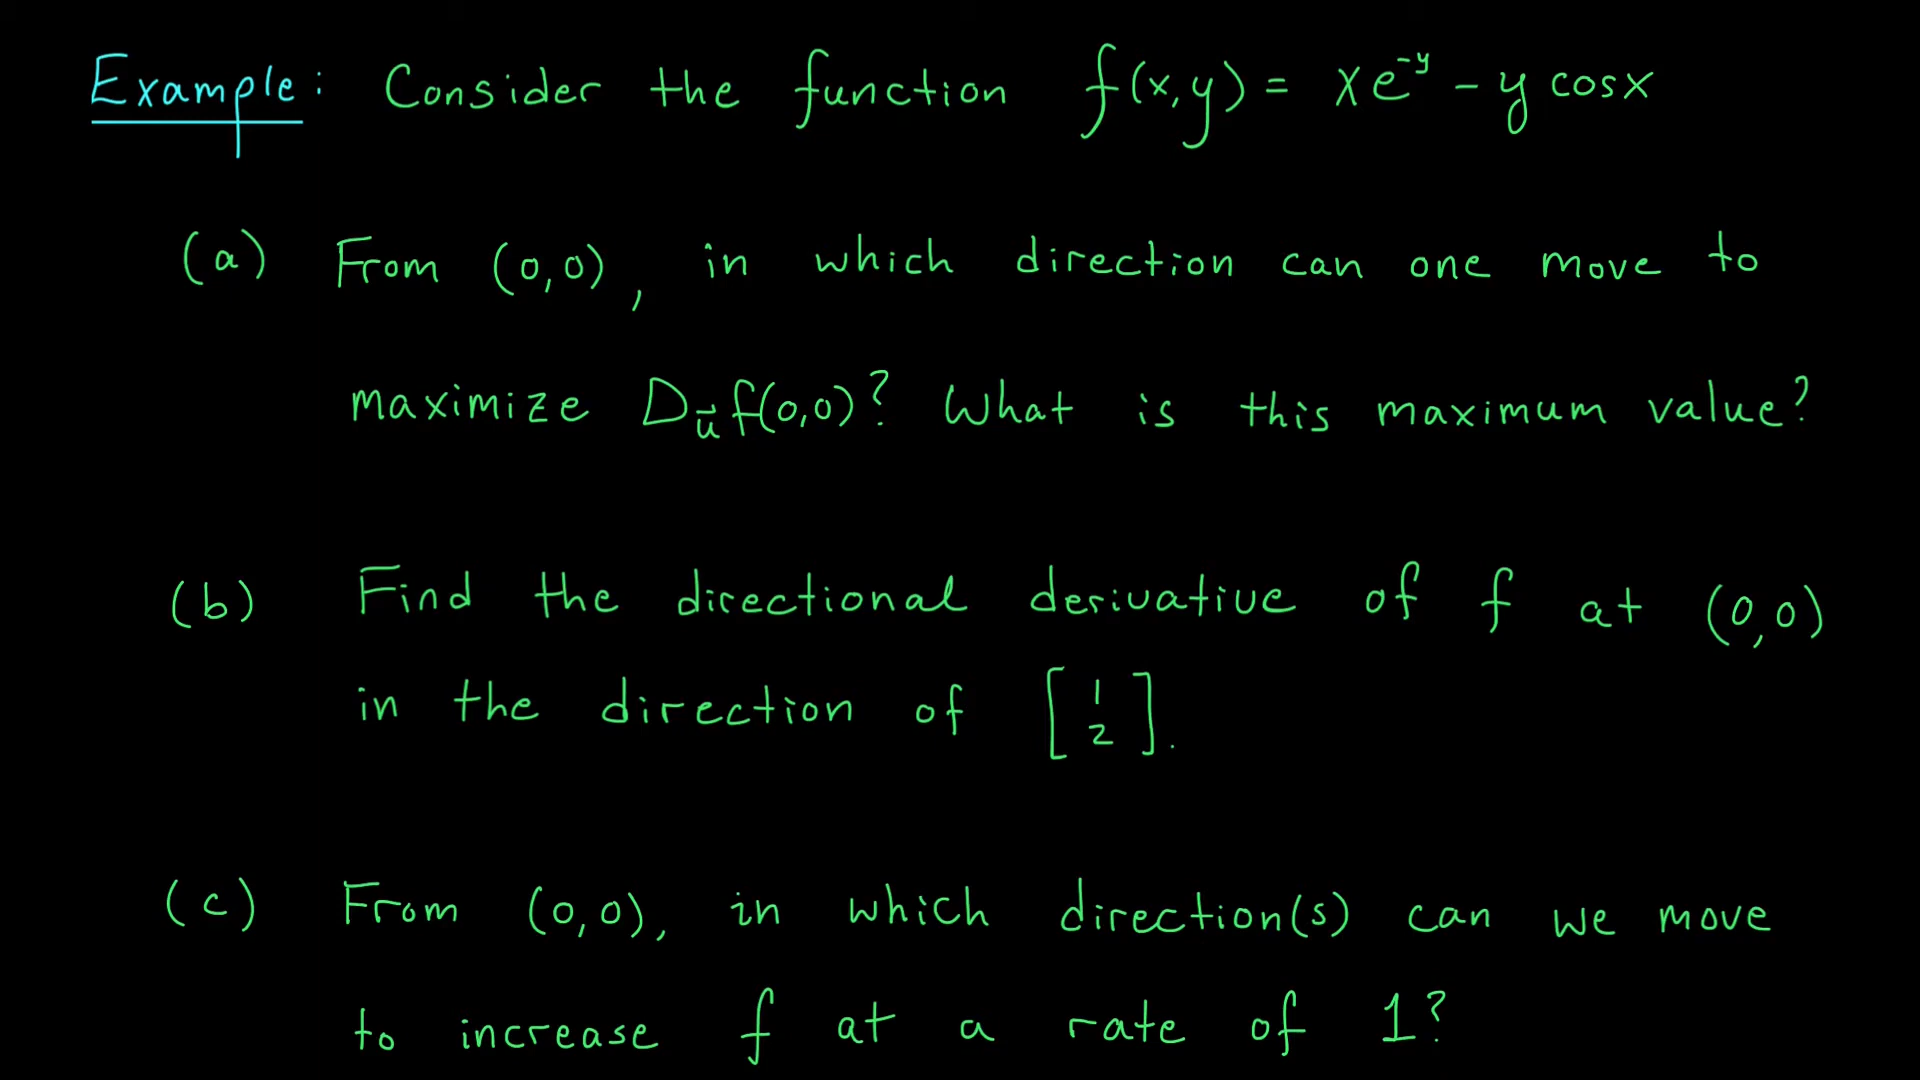 Example: Consider the function f(x,y) = xe^{-y} - y cosx
(a) From (0,0), in which direction can one move to
maximize D_{\vec{u}}f(0,0)? What is this maximum value?
(b) Find the directional derivative of f at (0,0)
in the direction of [1 2].
(c) From (0,0), in which direction(s) can we move
to increase f at a rate of 1?